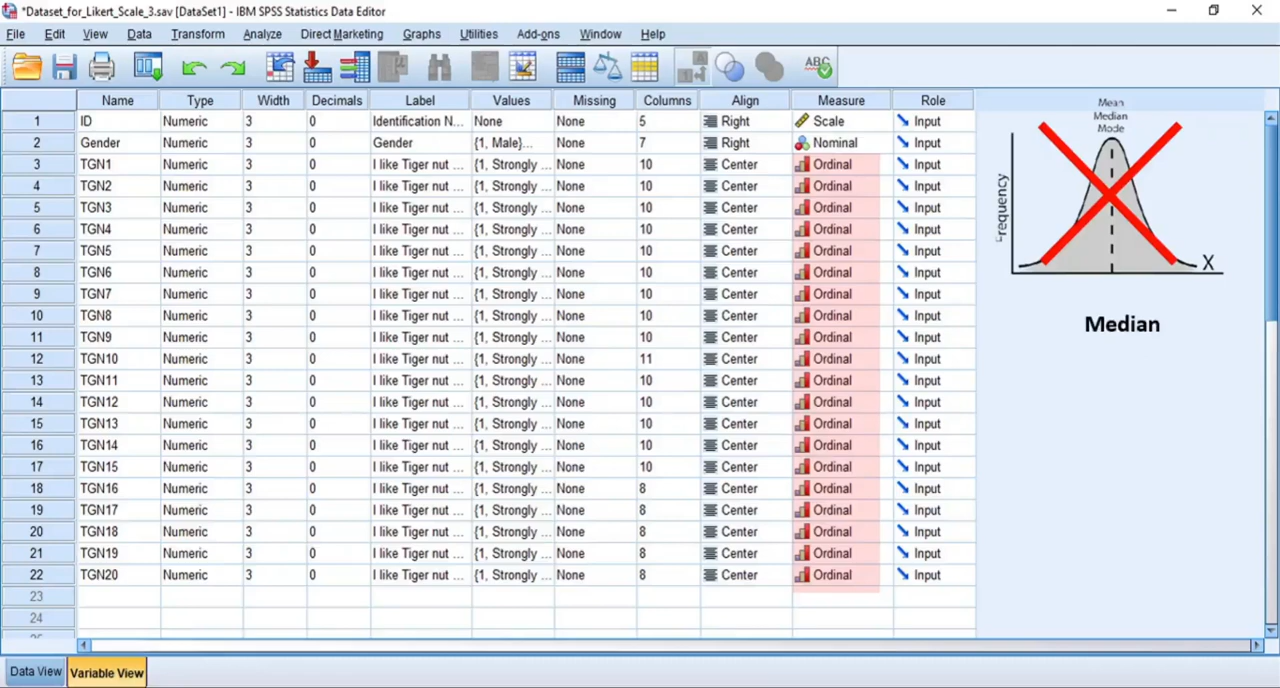 *Dataset_for_Likert_Scale_3.sav [DataSet1] - IBM SPSS Statistics Data Editor
File Edit View Data Transform Analyze Direct Marketing Graphs Utilities Add-ons Window Help
Name Type Width Decimals Label Values Missing Columns Align Measure Role
1 ID Numeric 3 0 Identification N... None None 5 Right Scale Input
2 Gender Numeric 3 0 Gender {1, Male}... None 7 Right Nominal Input
3 TGN1 Numeric 3 0 I like Tiger nut ... {1, Strongly ... None 10 Center Ordinal Input
4 TGN2 Numeric 3 0 I like Tiger nut ... {1, Strongly ... None 10 Center Ordinal Input
5 TGN3 Numeric 3 0 I like Tiger nut ... {1, Strongly ... None 10 Center Ordinal Input
6 TGN4 Numeric 3 0 I like Tiger nut ... {1, Strongly ... None 10 Center Ordinal Input
7 TGN5 Numeric 3 0 I like Tiger nut ... {1, Strongly ... None 10 Center Ordinal Input
8 TGN6 Numeric 3 0 I like Tiger nut ... {1, Strongly ... None 10 Center Ordinal Input
9 TGN7 Numeric 3 0 I like Tiger nut ... {1, Strongly ... None 10 Center Ordinal Input
10 TGN8 Numeric 3 0 I like Tiger nut ... {1, Strongly ... None 10 Center Ordinal Input
11 TGN9 Numeric 3 0 I like Tiger nut ... {1, Strongly ... None 10 Center Ordinal Input
12 TGN10 Numeric 3 0 I like Tiger nut ... {1, Strongly ... None 11 Center Ordinal Input
13 TGN11 Numeric 3 0 I like Tiger nut ... {1, Strongly ... None 10 Center Ordinal Input
14 TGN12 Numeric 3 0 I like Tiger nut ... {1, Strongly ... None 10 Center Ordinal Input
15 TGN13 Numeric 3 0 I like Tiger nut ... {1, Strongly ... None 10 Center Ordinal Input
16 TGN14 Numeric 3 0 I like Tiger nut ... {1, Strongly ... None 10 Center Ordinal Input
17 TGN15 Numeric 3 0 I like Tiger nut ... {1, Strongly ... None 10 Center Ordinal Input
18 TGN16 Numeric 3 0 I like Tiger nut ... {1, Strongly ... None 8 Center Ordinal Input
19 TGN17 Numeric 3 0 I like Tiger nut ... {1, Strongly ... None 8 Center Ordinal Input
20 TGN18 Numeric 3 0 I like Tiger nut ... {1, Strongly ... None 8 Center Ordinal Input
21 TGN19 Numeric 3 0 I like Tiger nut ... {1, Strongly ... None 8 Center Ordinal Input
22 TGN20 Numeric 3 0 I like Tiger nut ... {1, Strongly ... None 8 Center Ordinal Input
23
24
Mean
Median
Mode
Frequency
X
Median
Data View Variable View